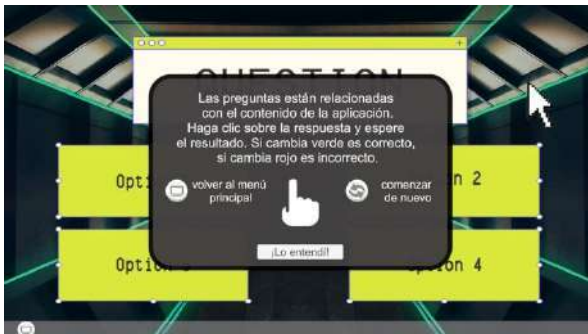 QUESTION
Las preguntas están relacionadas
con el contenido de la aplicación.
Haga clic sobre la respuesta y espere
el resultado. Si cambia verde es correcto,
si cambia rojo es incorrecto.
volver al menú
principal
comenzar
de nuevo
¡Lo entendí!
Opti
n 2
Option 4